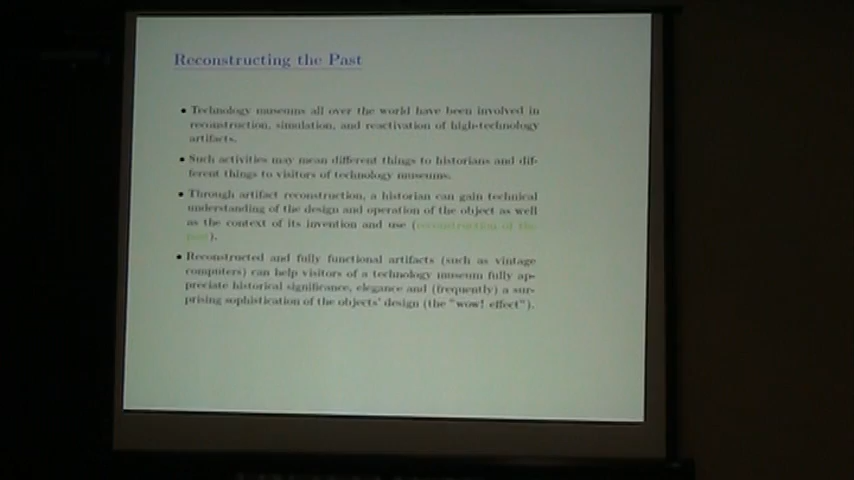 Reconstructing the Past
• Technology museums all over the world have been involved in
reconstruction, simulation, and reactivation of high-technology
artifacts.
• Such activities may mean different things to historians and dif-
ferent things to visitors of technology museums.
• Through artifact reconstruction, a historian can gain technical
understanding of the design and operation of the object as well
as the context of its invention and use (reconstruction of the
past).
• Reconstructed and fully functional artifacts (such as vintage
computers) can help visitors of a technology museum fully ap-
preciate historical significance, elegance and (frequently) a sur-
prising sophistication of the objects' design (the "wow! effect").